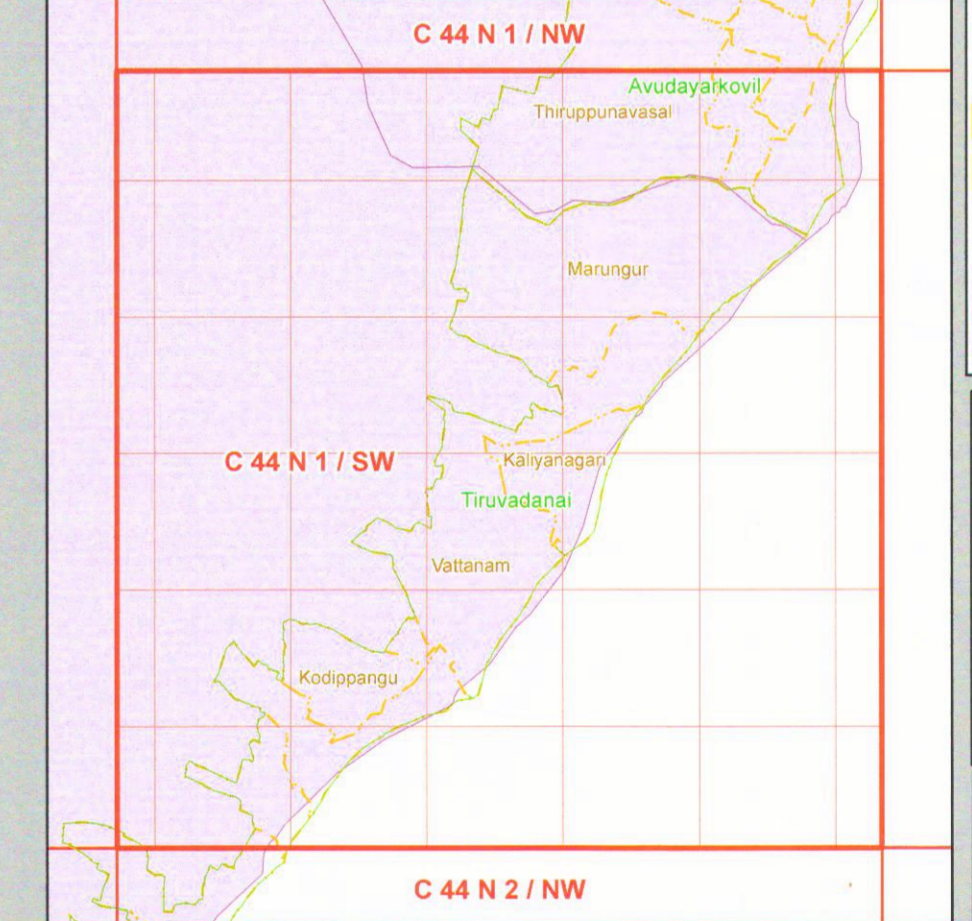 C 44 N 1 / NW
Avudayarkovil
Thiruppunavasal
Marungur
C 44 N 1 / SW
Kaliyanagari
Tiruvadanai
Vattanam
Kodippangu
C 44 N 2 / NW